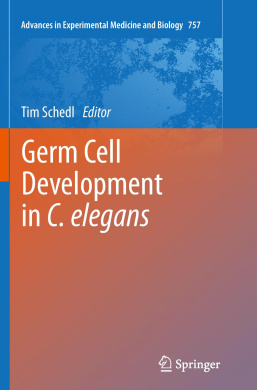 Advances in Experimental Medicine and Biology 757
Tim Schedl Editor
Germ Cell
Development
in C. elegans
Springer